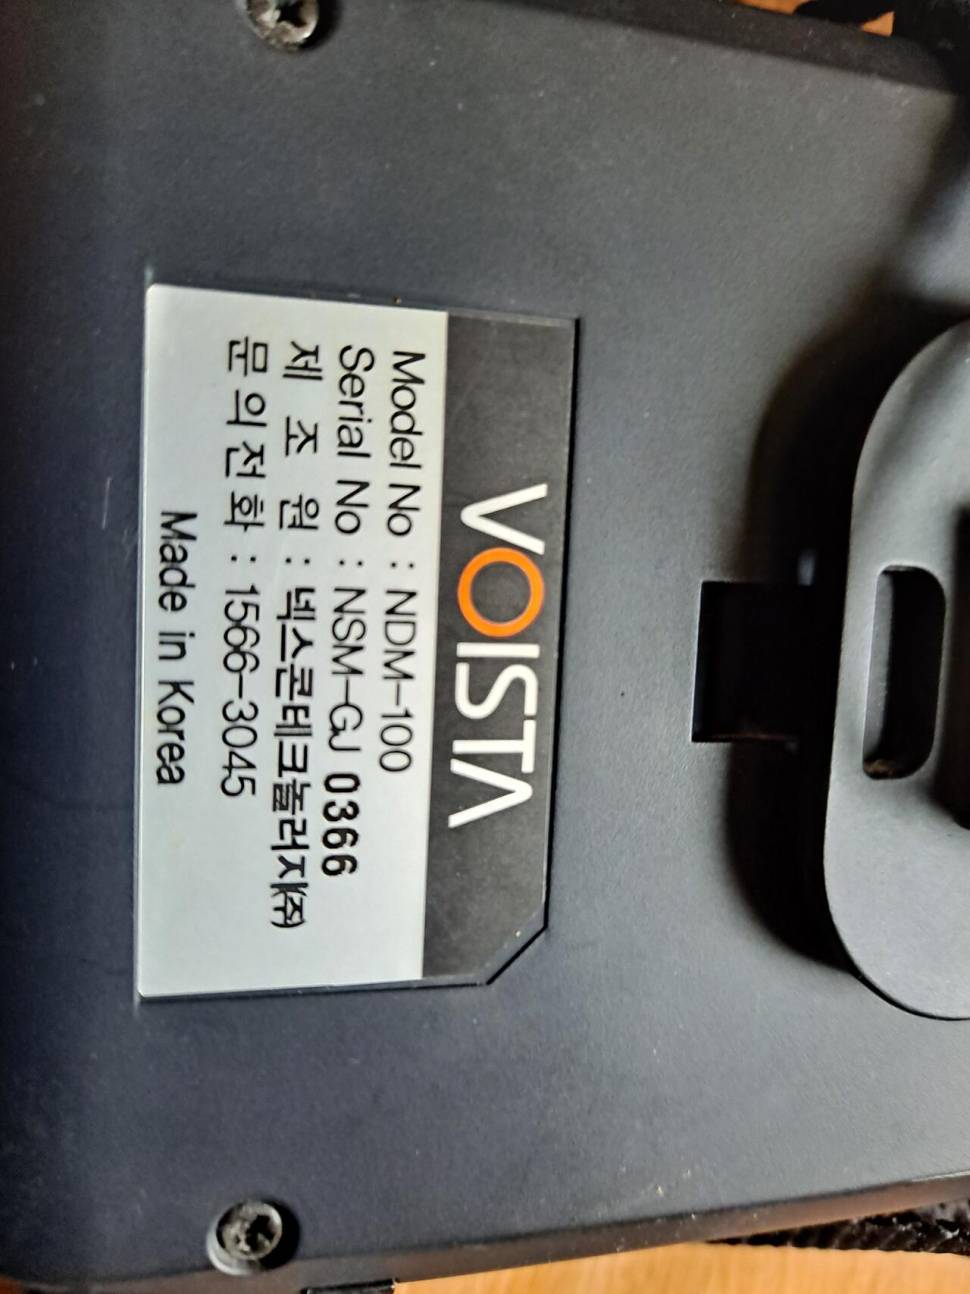 VOISTA
Model No : NDM-100
Serial No : NSM-GJ 0366
제 조 원 : 넥스론테크놀러지(주)
문의전화 : 1566-3045
Made in Korea